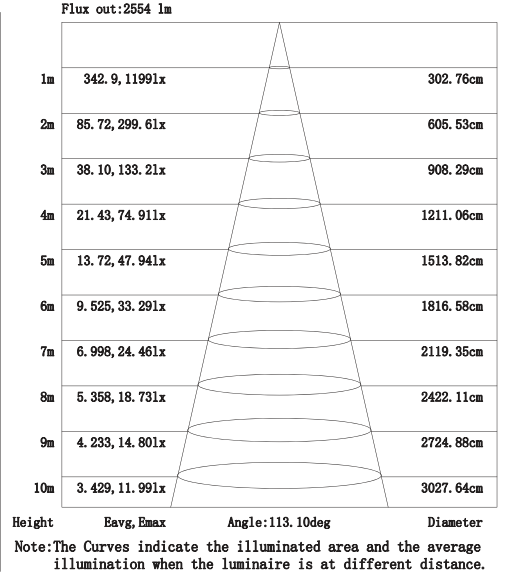 Flux out:2554 lm
1m 342.9,1199lx 302.76cm
2m 85.72,299.6lx 605.53cm
3m 38.10,133.2lx 908.29cm
4m 21.43,74.91lx 1211.06cm
5m 13.72,47.94lx 1513.82cm
6m 9.525,33.29lx 1816.58cm
7m 6.998,24.46lx 2119.35cm
8m 5.358,18.73lx 2422.11cm
9m 4.233,14.80lx 2724.88cm
10m 3.429,11.99lx 3027.64cm
Height Eavg,Emax Angle:113.10deg Diameter
Note:The Curves indicate the illuminated area and the average
illumination when the luminaire is at different distance.